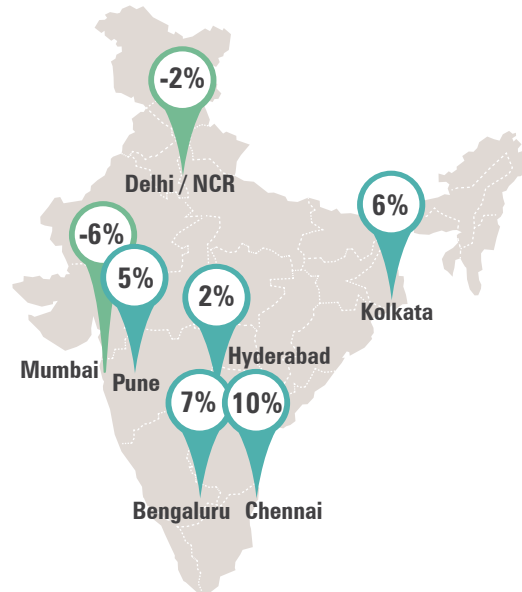 -2%
Delhi / NCR
6%
Kolkata
-6%
Mumbai
5%
Pune
2%
Hyderabad
7%
Bengaluru
10%
Chennai